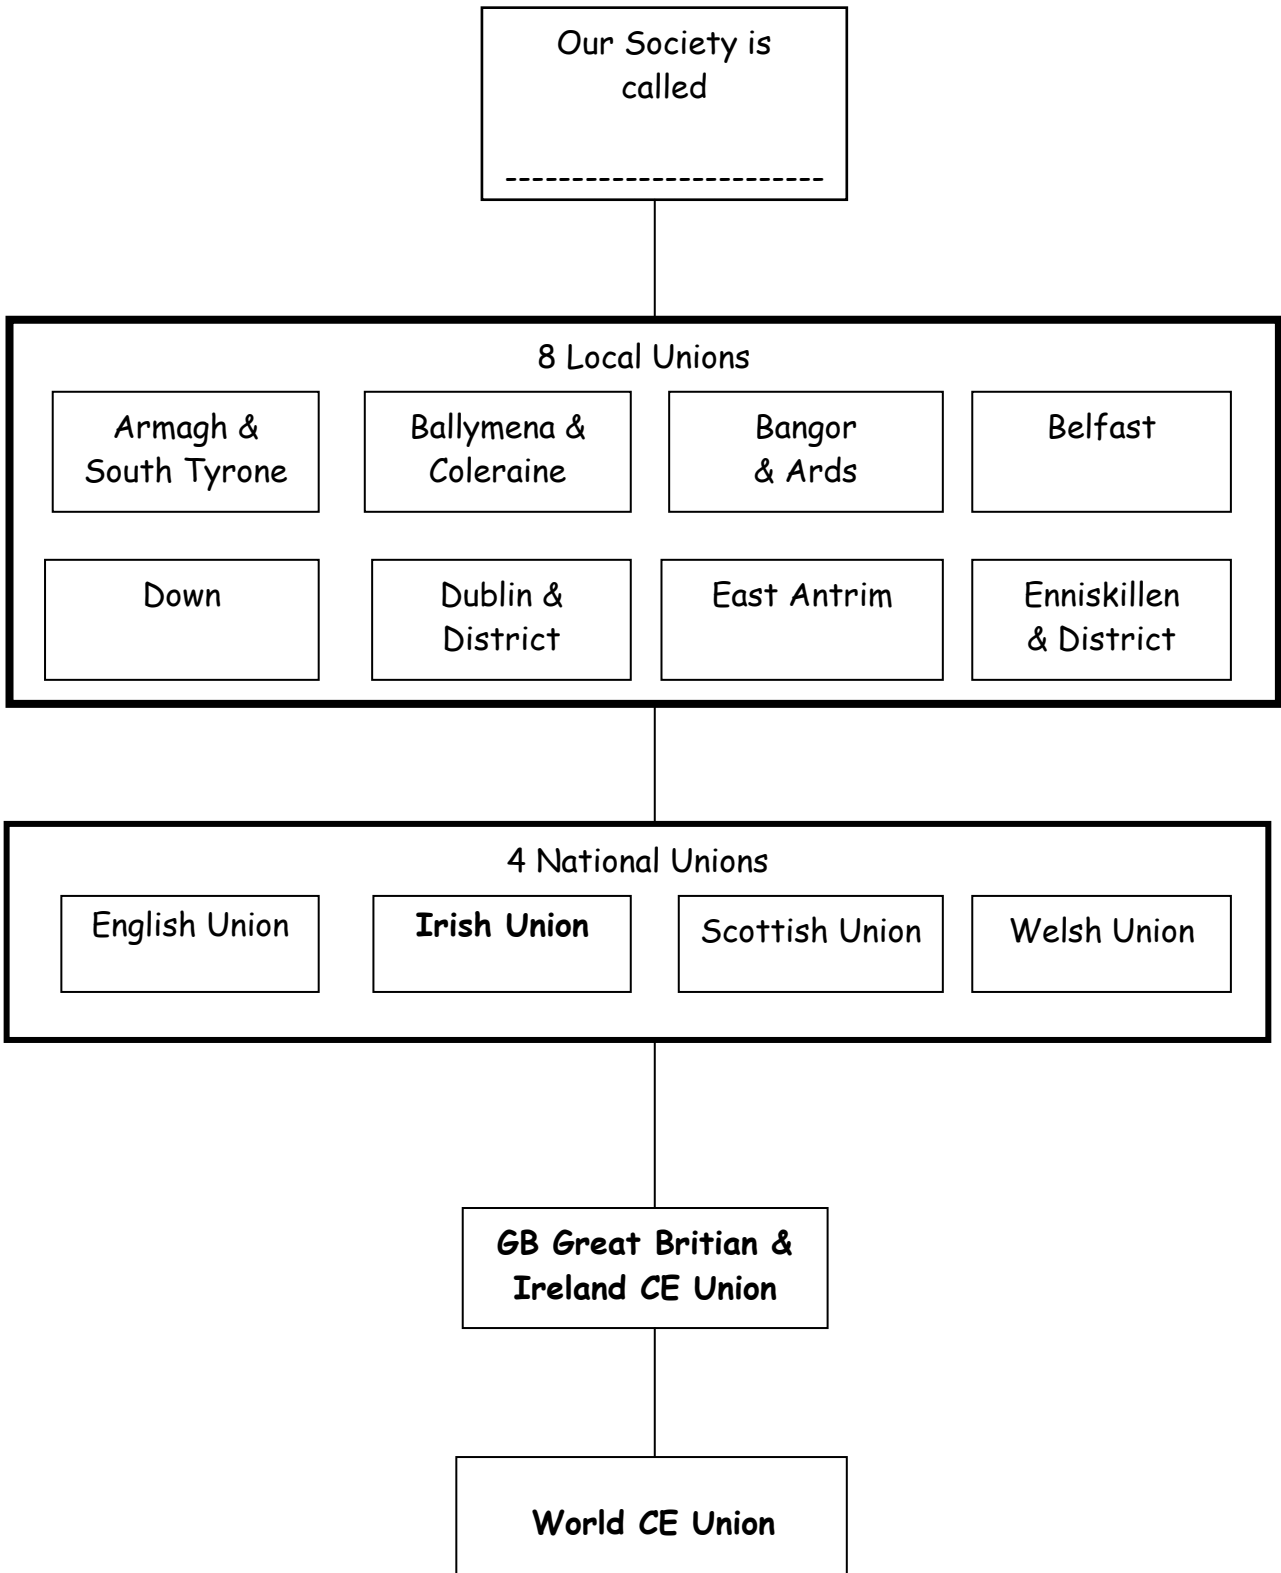 Our Society is
called
------------------------
8 Local Unions
Armagh &
South Tyrone
Ballymena &
Coleraine
Bangor
& Ards
Belfast
Down
Dublin &
District
East Antrim
Enniskillen
& District
4 National Unions
English Union
Irish Union
Scottish Union
Welsh Union
GB Great Britian &
Ireland CE Union
World CE Union